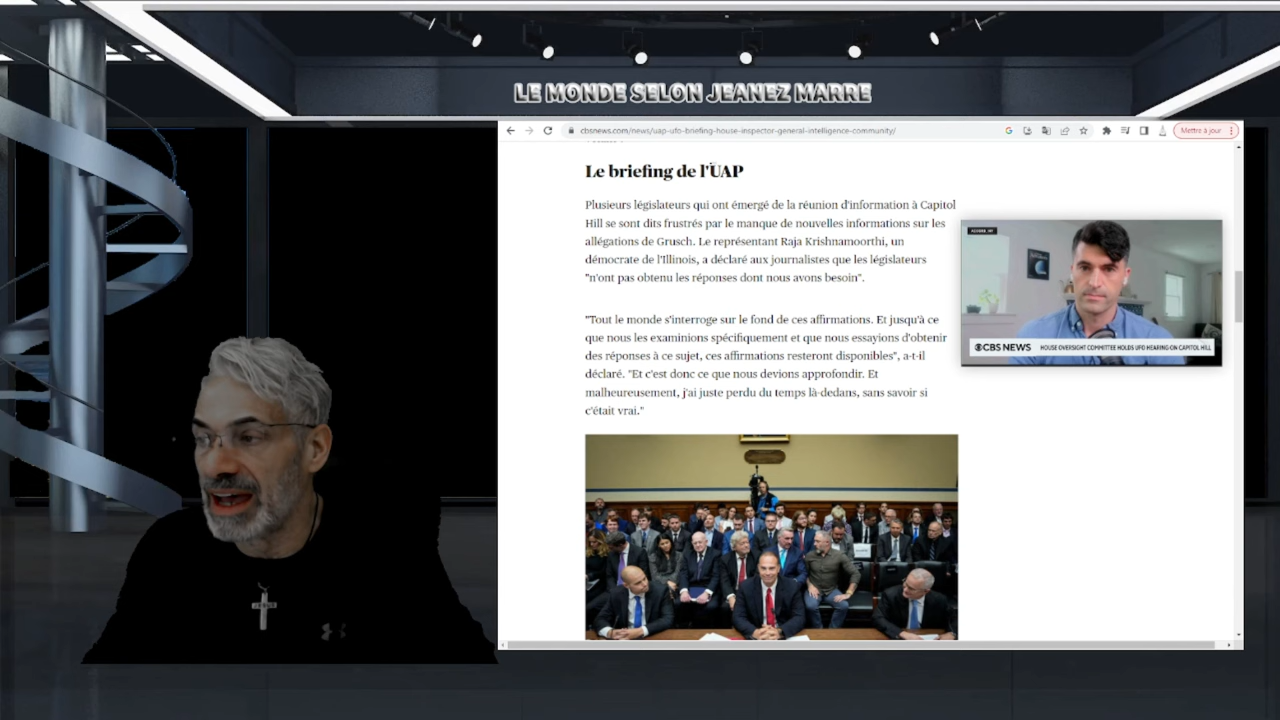 LE MONDE SELON JEANEZ MARRE
cbsnews.com/news/uap-ufo-briefing-house-inspector-general-intelligence-community/
Mettre à jour
Le briefing de l'UAP
Plusieurs législateurs qui ont émergé de la réunion d'information à Capitol
Hill se sont dits frustrés par le manque de nouvelles informations sur les
allégations de Grusch. Le représentant Raja Krishnamoorthi, un
démocrate de l'Illinois, a déclaré aux journalistes que les législateurs
"n'ont pas obtenu les réponses dont nous avons besoin".
"Tout le monde s'interroge sur le fond de ces affirmations. Et jusqu'à ce
que nous les examinions spécifiquement et que nous essayions d'obtenir
des réponses à ce sujet, ces affirmations resteront disponibles", a-t-il
déclaré. "Et c'est donc ce que nous devions approfondir. Et
malheureusement, j'ai juste perdu du temps là-dedans, sans savoir si
c'était vrai."
CBS NEWS HOUSE OVERSIGHT COMMITTEE HOLDS UFO HEARING ON CAPITOL HILL